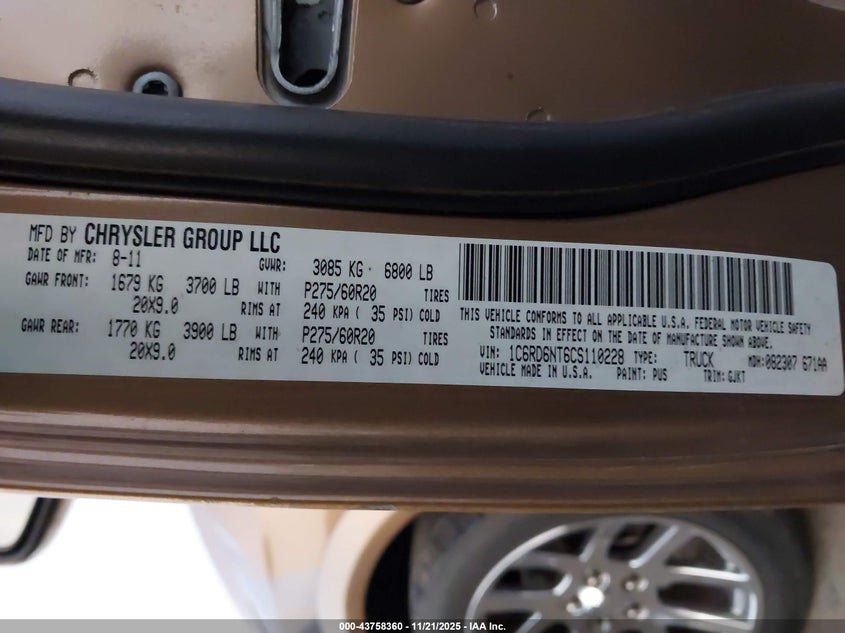 MFD BY CHRYSLER GROUP LLC
DATE OF MFR: 8-11 GVWR: 3085 KG 6800 LB
GAWR FRONT: 1679 KG 3700 LB WITH P275/60R20 TIRES
20X9.0 RIMS AT 240 KPA ( 35 PSI) COLD
GAWR REAR: 1770 KG 3900 LB WITH P275/60R20 TIRES
20X9.0 RIMS AT 240 KPA ( 35 PSI) COLD
THIS VEHICLE CONFORMS TO ALL APPLICABLE U.S.A. FEDERAL MOTOR VEHICLE SAFETY
STANDARDS IN EFFECT ON THE DATE OF MANUFACTURE SHOWN ABOVE.
VIN: 1C6RD6NT6CS110228 TYPE: TRUCK MDH:082307 671AA
VEHICLE MADE IN U.S.A. PAINT: PUS TRIM: GJKT
000-43758360 - 11/21/2025 - IAA Inc.